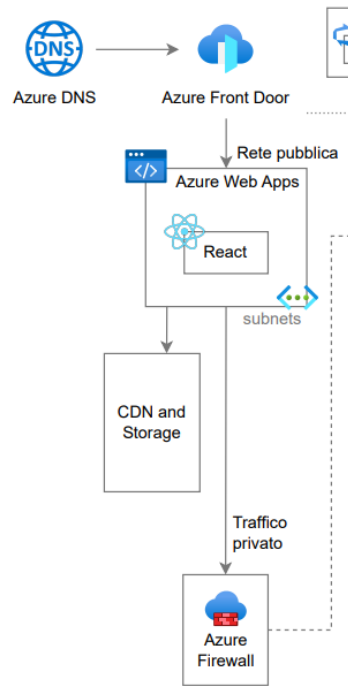 DNS
Azure DNS
Azure Front Door
Rete pubblica
Azure Web Apps
React
subnets
CDN and
Storage
Traffico
privato
Azure
Firewall